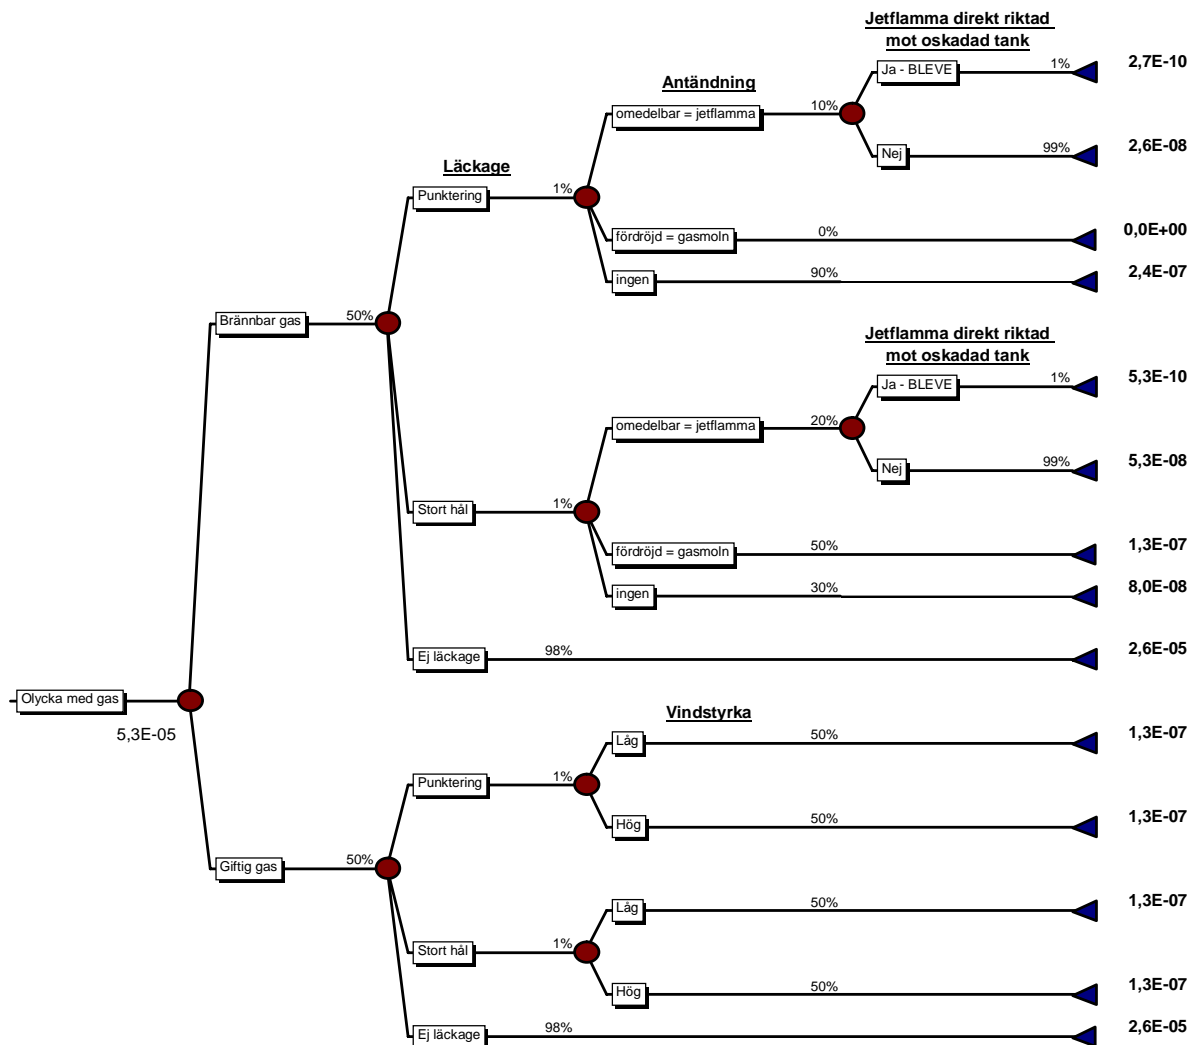 Jetflamma direkt riktad
mot oskadad tank
Ja - BLEVE 1% 2,7E-10
Antändning
omedelbar = jetflamma 10%
Nej 99% 2,6E-08
Läckage
Punktering 1%
fördröjd = gasmoln 0% 0,0E+00
ingen 90% 2,4E-07
Brännbar gas 50%
Jetflamma direkt riktad
mot oskadad tank
Ja - BLEVE 1% 5,3E-10
omedelbar = jetflamma 20%
Nej 99% 5,3E-08
Stort hål 1%
fördröjd = gasmoln 50% 1,3E-07
ingen 30% 8,0E-08
Ej läckage 98% 2,6E-05
Olycka med gas
5,3E-05
Vindstyrka
Låg 50% 1,3E-07
Punktering 1%
Hög 50% 1,3E-07
Giftig gas 50%
Låg 50% 1,3E-07
Stort hål 1%
Hög 50% 1,3E-07
Ej läckage 98% 2,6E-05